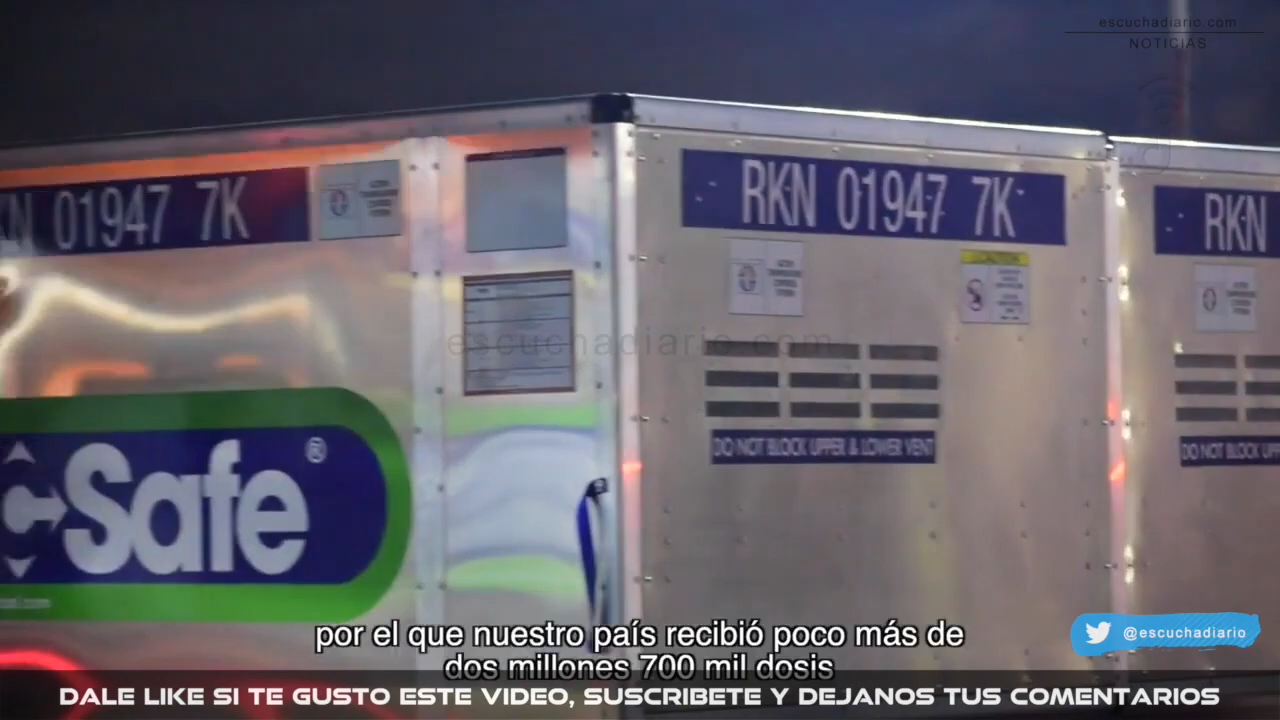 escuchadiario.com
NOTICIAS
KN 01947 7K
RKN 01947 7K
RKN
CAUTION
escuchadiario.com
DO NOT BLOCK UPPER & LOWER VENT
DO NOT BLOCK UPP
Safe®
por el que nuestro país recibió poco más de
dos millones 700 mil dosis
@escuchadiario
DALE LIKE SI TE GUSTO ESTE VIDEO, SUSCRIBETE Y DEJANOS TUS COMENTARIOS